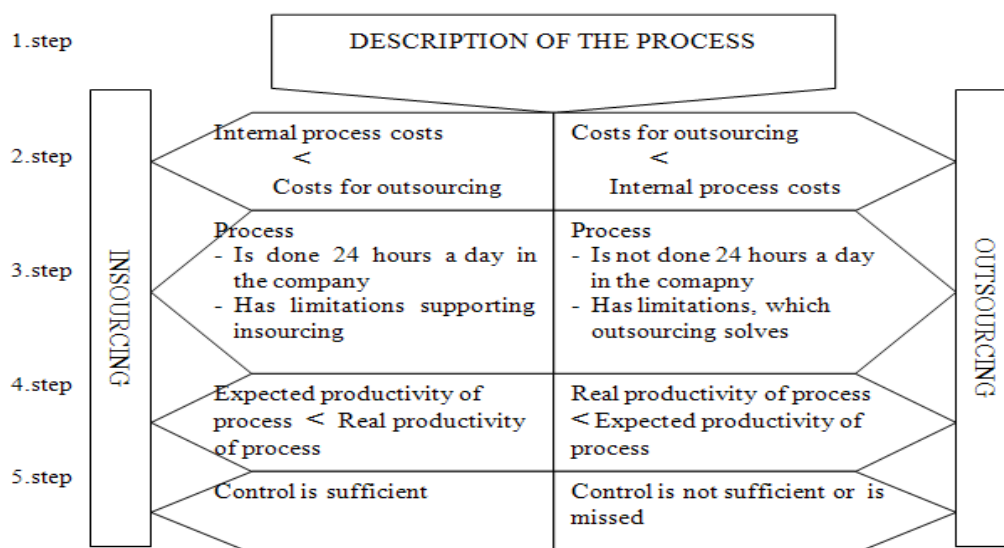 1.step
DESCRIPTION OF THE PROCESS
INSOURCING
OUTSOURCING
2.step
Internal process costs
<
Costs for outsourcing
Costs for outsourcing
<
Internal process costs
3.step
Process
- Is done 24 hours a day in
the company
- Has limitations supporting
insourcing
Process
- Is not done 24 hours a day
in the comapny
- Has limitations, which
outsourcing solves
4.step
Expected productivity of
process < Real productivity
of process
Real productivity of process
< Expected productivity of
process
5.step
Control is sufficient
Control is not sufficient or is
missed